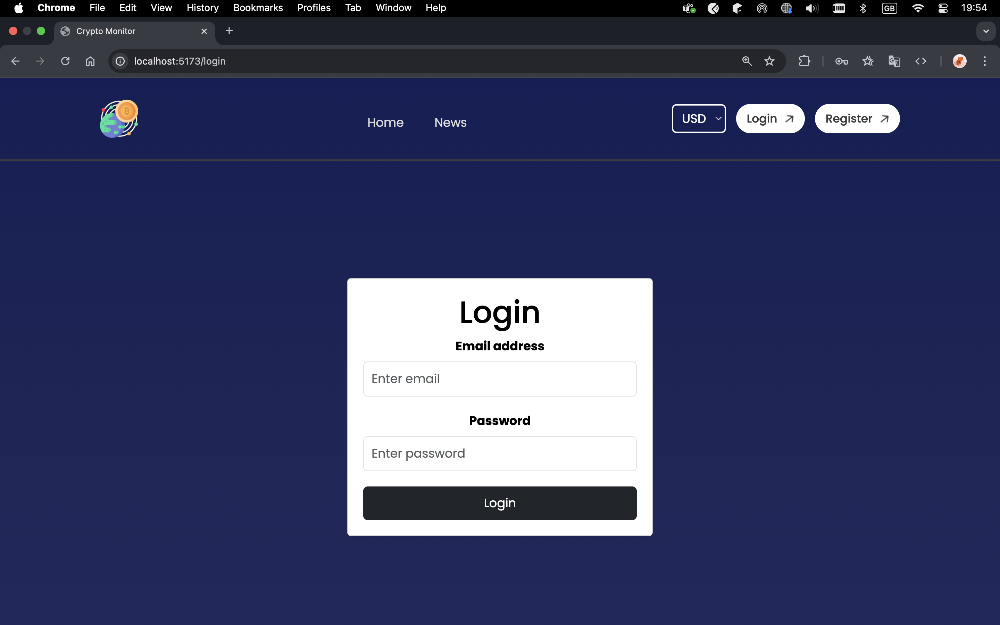 Chrome File Edit View History Bookmarks Profiles Tab Window Help GB 19:54
Crypto Monitor
localhost:5173/login
Home News USD Login Register
Login
Email address
Enter email
Password
Enter password
Login